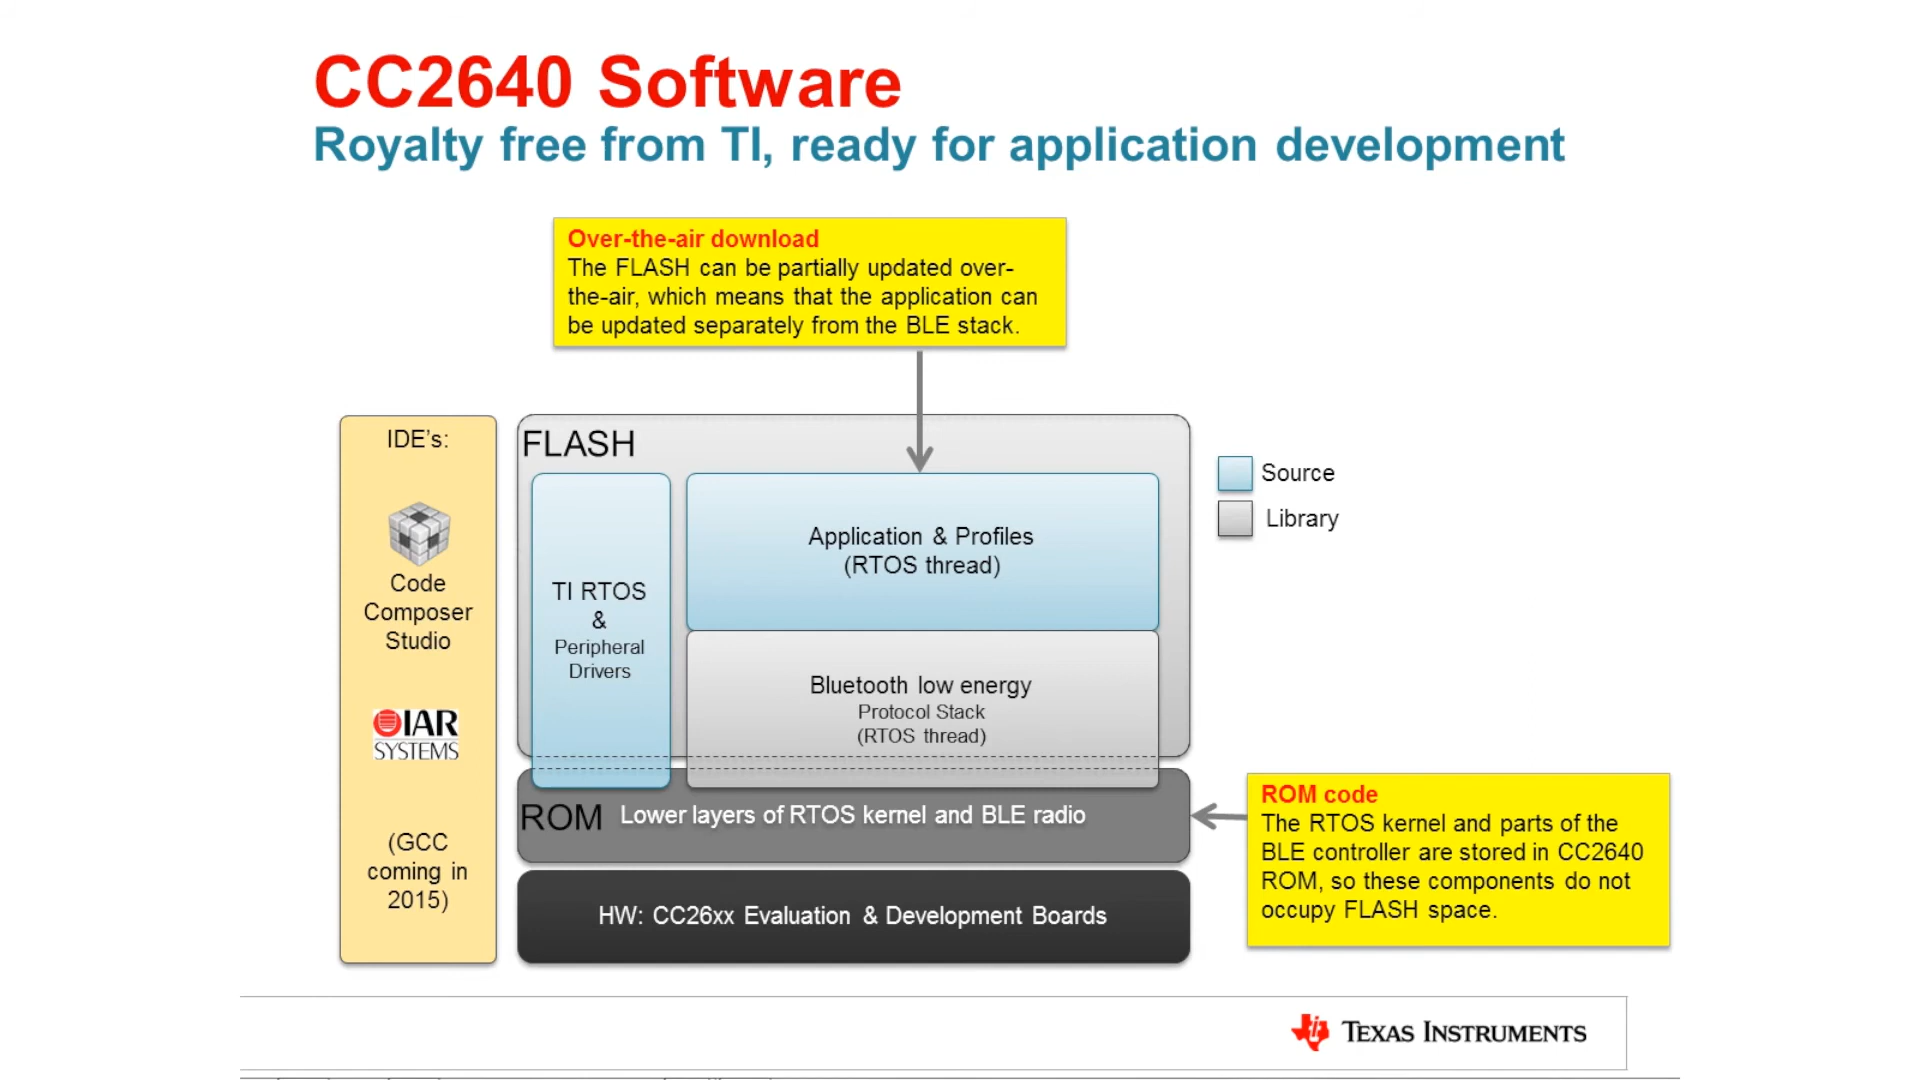 CC2640 Software
Royalty free from TI, ready for application development
Over-the-air download
The FLASH can be partially updated over-
the-air, which means that the application can
be updated separately from the BLE stack.
IDE’s:
Code
Composer
Studio
IAR
SYSTEMS
(GCC
coming in
2015)
FLASH
TI RTOS
&
Peripheral
Drivers
Application & Profiles
(RTOS thread)
Bluetooth low energy
Protocol Stack
(RTOS thread)
Source
Library
ROM Lower layers of RTOS kernel and BLE radio
HW: CC26xx Evaluation & Development Boards
ROM code
The RTOS kernel and parts of the
BLE controller are stored in CC2640
ROM, so these components do not
occupy FLASH space.
TEXAS INSTRUMENTS